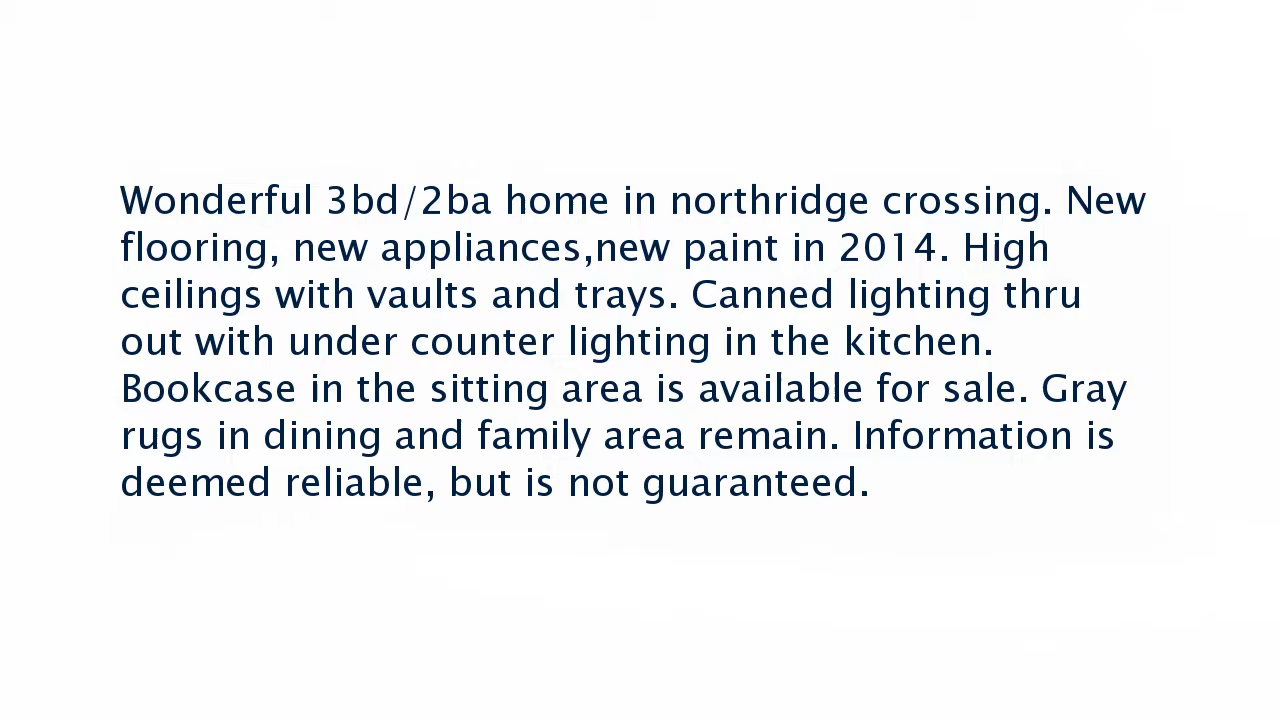 Wonderful 3bd/2ba home in northridge crossing. New
flooring, new appliances,new paint in 2014. High
ceilings with vaults and trays. Canned lighting thru
out with under counter lighting in the kitchen.
Bookcase in the sitting area is available for sale. Gray
rugs in dining and family area remain. Information is
deemed reliable, but is not guaranteed.